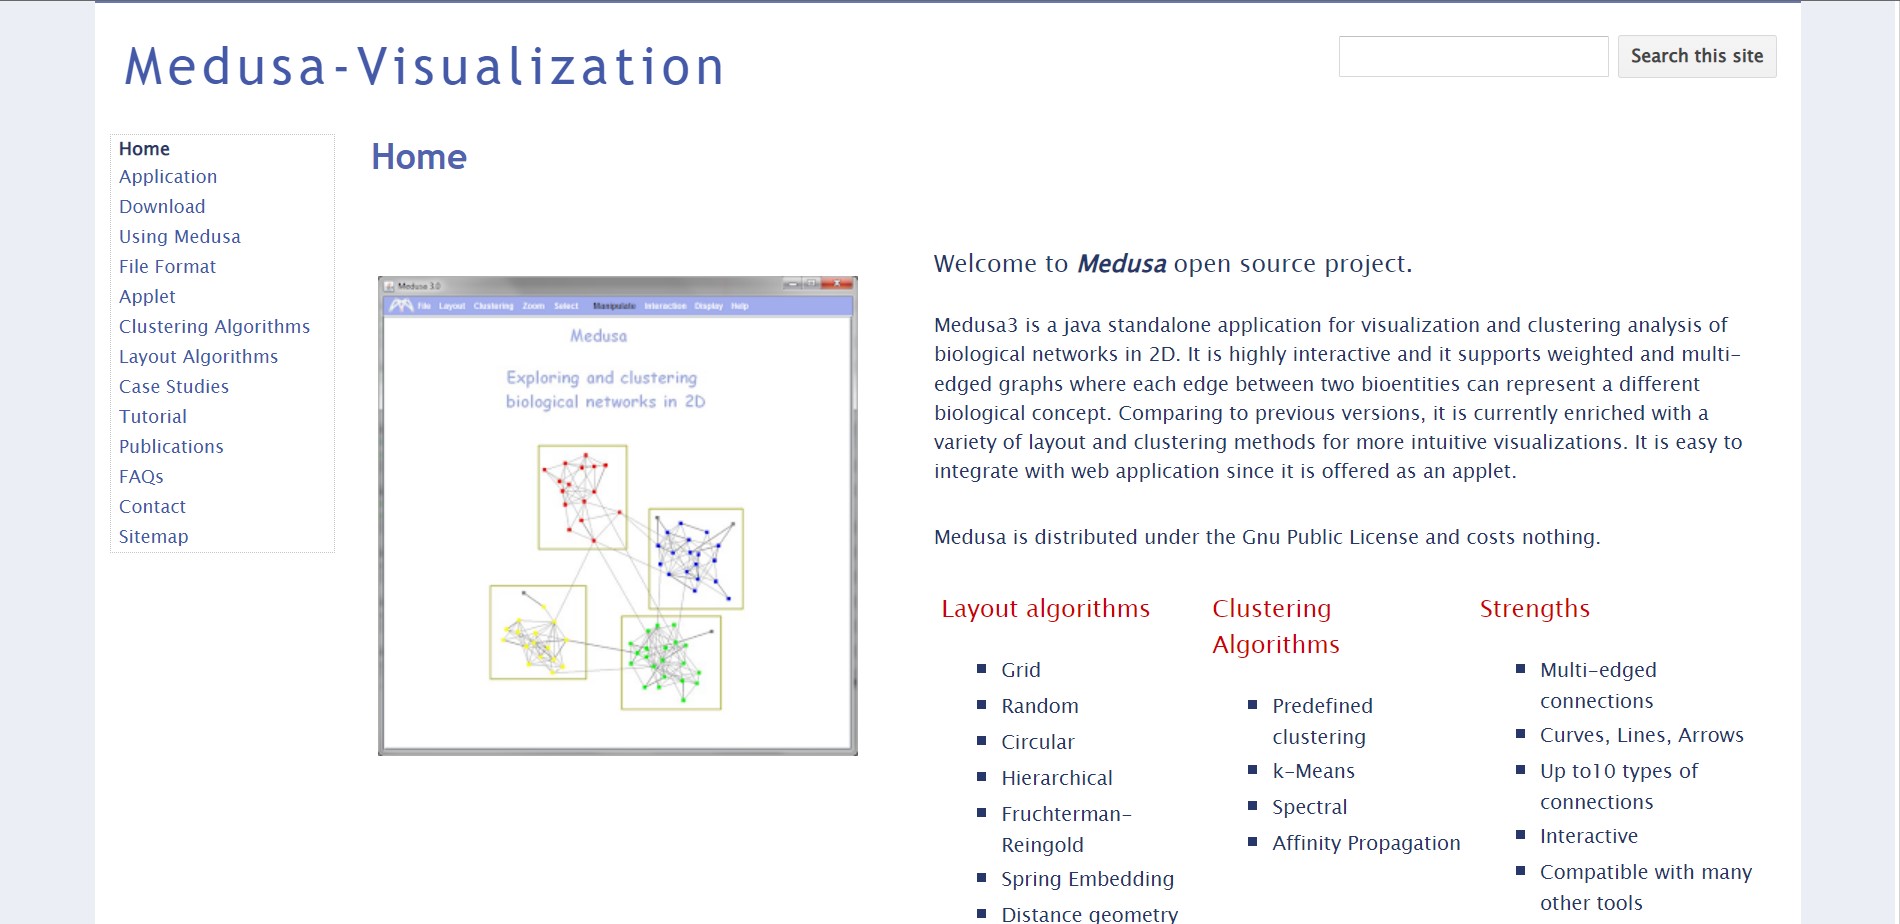 Medusa-Visualization
Search this site
Home
Application
Download
Using Medusa
File Format
Applet
Clustering Algorithms
Layout Algorithms
Case Studies
Tutorial
Publications
FAQs
Contact
Sitemap
Home
Medusa 3.0
File Layout Clustering Zoom Select Manipulate Interaction Display Help
Medusa
Exploring and clustering
biological networks in 2D
Welcome to Medusa open source project.
Medusa3 is a java standalone application for visualization and clustering analysis of
biological networks in 2D. It is highly interactive and it supports weighted and multi-
edged graphs where each edge between two bioentities can represent a different
biological concept. Comparing to previous versions, it is currently enriched with a
variety of layout and clustering methods for more intuitive visualizations. It is easy to
integrate with web application since it is offered as an applet.
Medusa is distributed under the Gnu Public License and costs nothing.
Layout algorithms
Grid
Random
Circular
Hierarchical
Fruchterman-
Reingold
Spring Embedding
Distance geometry
Clustering
Algorithms
Predefined
clustering
k-Means
Spectral
Affinity Propagation
Strengths
Multi-edged
connections
Curves, Lines, Arrows
Up to10 types of
connections
Interactive
Compatible with many
other tools